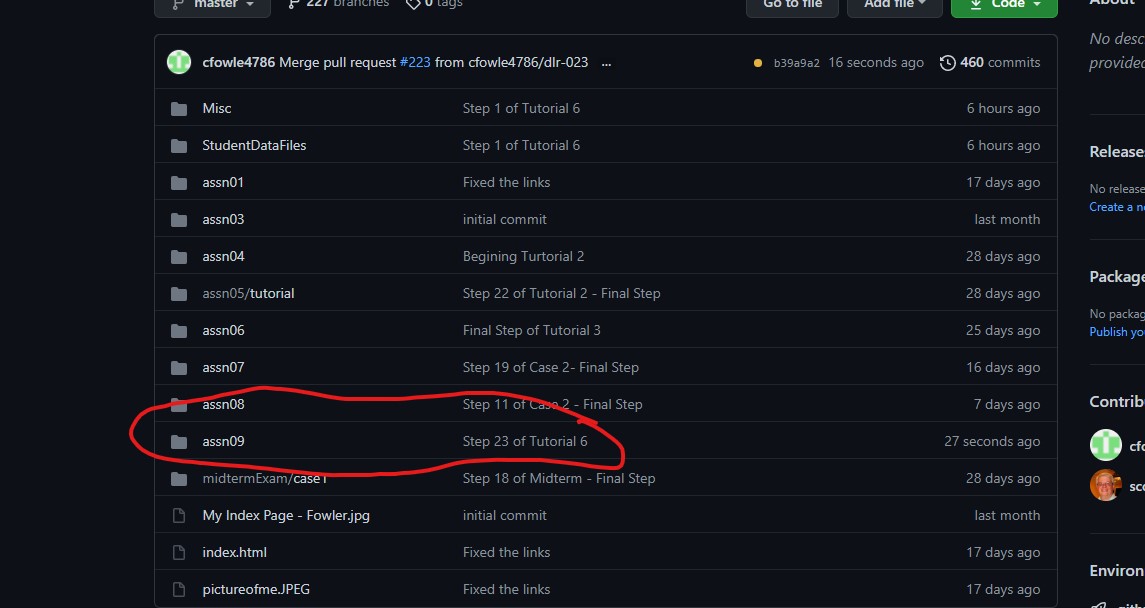 master 227 branches 0 tags Go to file Add file Code About
No desc
cfowle4786 Merge pull request #223 from cfowle4786/dlr-023 ... b39a9a2 16 seconds ago 460 commits
provided
Misc Step 1 of Tutorial 6 6 hours ago
StudentDataFiles Step 1 of Tutorial 6 6 hours ago
Release
assn01 Fixed the links 17 days ago
No release
Create a n
assn03 initial commit last month
assn04 Begining Turtorial 2 28 days ago
Package
assn05/tutorial Step 22 of Tutorial 2 - Final Step 28 days ago
No packag
assn06 Final Step of Tutorial 3 25 days ago
Publish yo
assn07 Step 19 of Case 2- Final Step 16 days ago
assn08 Step 11 of Case 2 - Final Step 7 days ago
Contrib
assn09 Step 23 of Tutorial 6 27 seconds ago
cfo
midtermExam/case1 Step 18 of Midterm - Final Step 28 days ago
sco
My Index Page - Fowler.jpg initial commit last month
index.html Fixed the links 17 days ago
Environ
pictureofme.JPEG Fixed the links 17 days ago